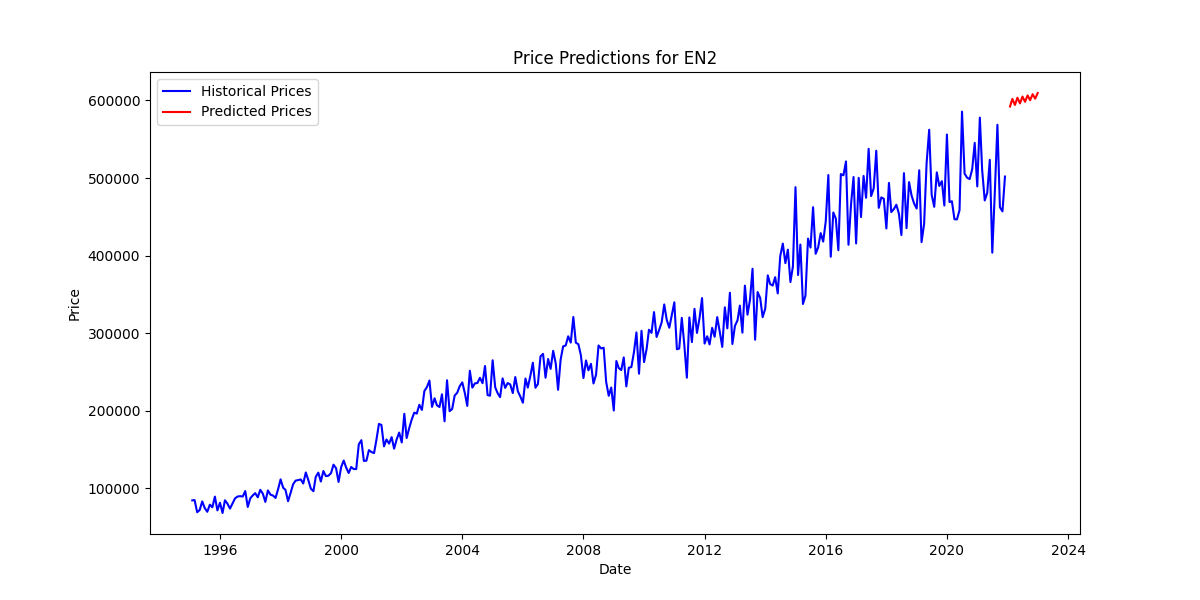 Price Predictions for EN2
Historical Prices
Predicted Prices
600000
500000
400000
300000
200000
100000
Price
1996 2000 2004 2008 2012 2016 2020 2024
Date